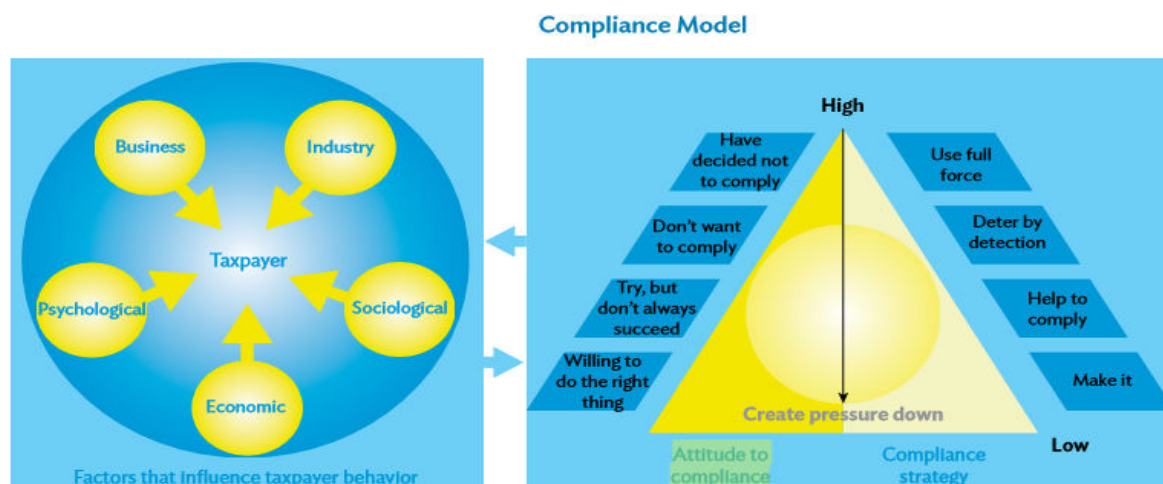 Compliance Model
Business
Industry
Taxpayer
Psychological
Sociological
Economic
Factors that influence taxpayer behavior
High
Have
decided not
to comply
Don't want
to comply
Try, but
don't always
succeed
Willing to
do the right
thing
Use full
force
Deter by
detection
Help to
comply
Make it
Create pressure down
Low
Attitude to
compliance
Compliance
strategy